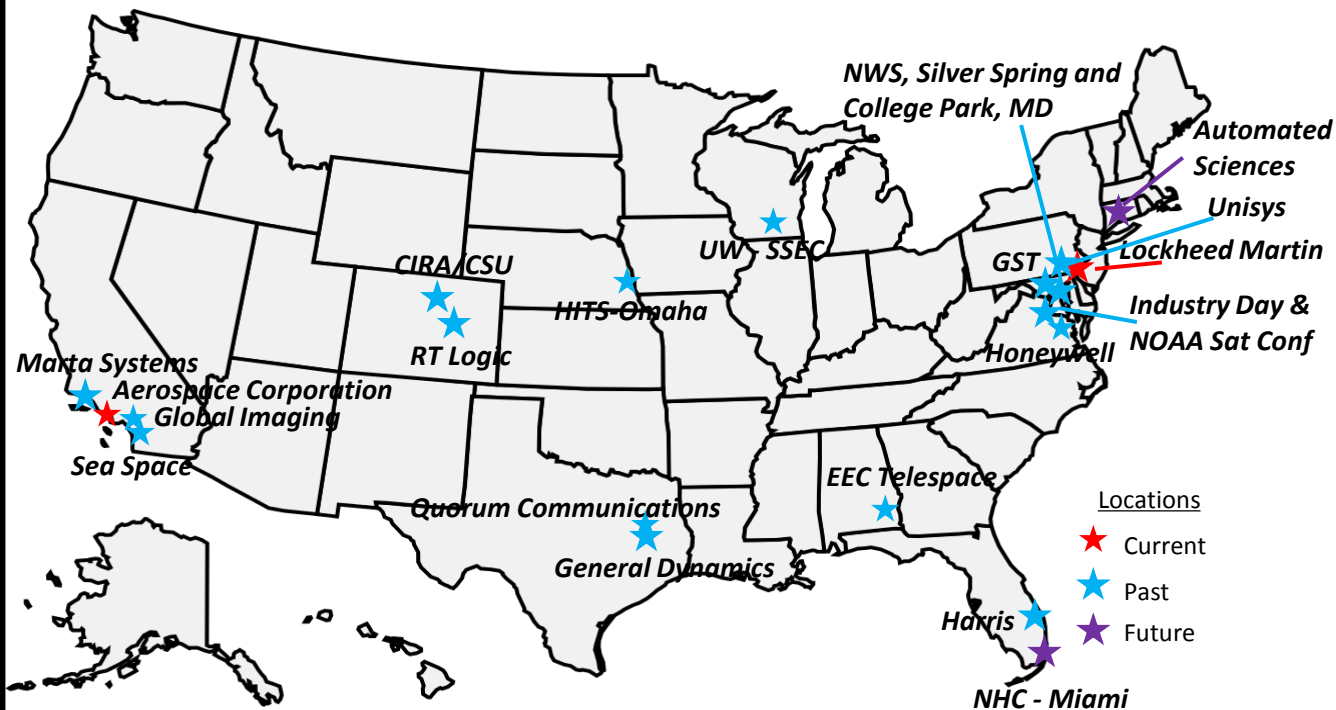 NWS, Silver Spring and
College Park, MD
Automated
Sciences
Unisys
Lockheed Martin
GST
Industry Day &
NOAA Sat Conf
Honeywell
UW - SSEC
CIRA/CSU
HITS-Omaha
RT Logic
Marta Systems
Aerospace Corporation
Global Imaging
Sea Space
EEC Telespace
Quorum Communications
General Dynamics
Harris
NHC - Miami
Locations
Current
Past
Future